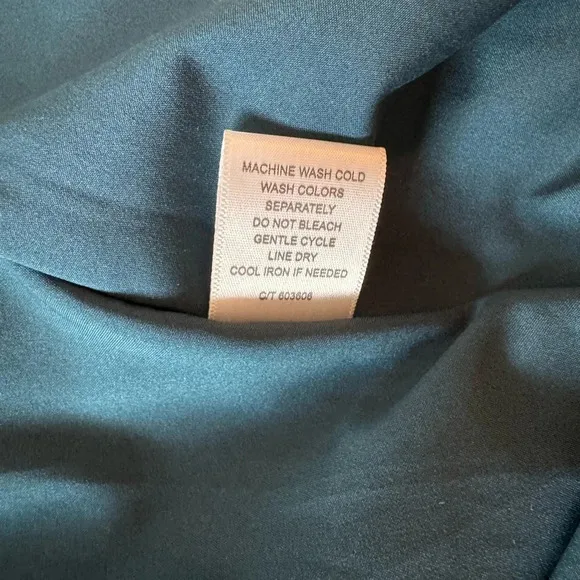 MACHINE WASH COLD
WASH COLORS
SEPARATELY
DO NOT BLEACH
GENTLE CYCLE
LINE DRY
COOL IRON IF NEEDED
C/T 603606